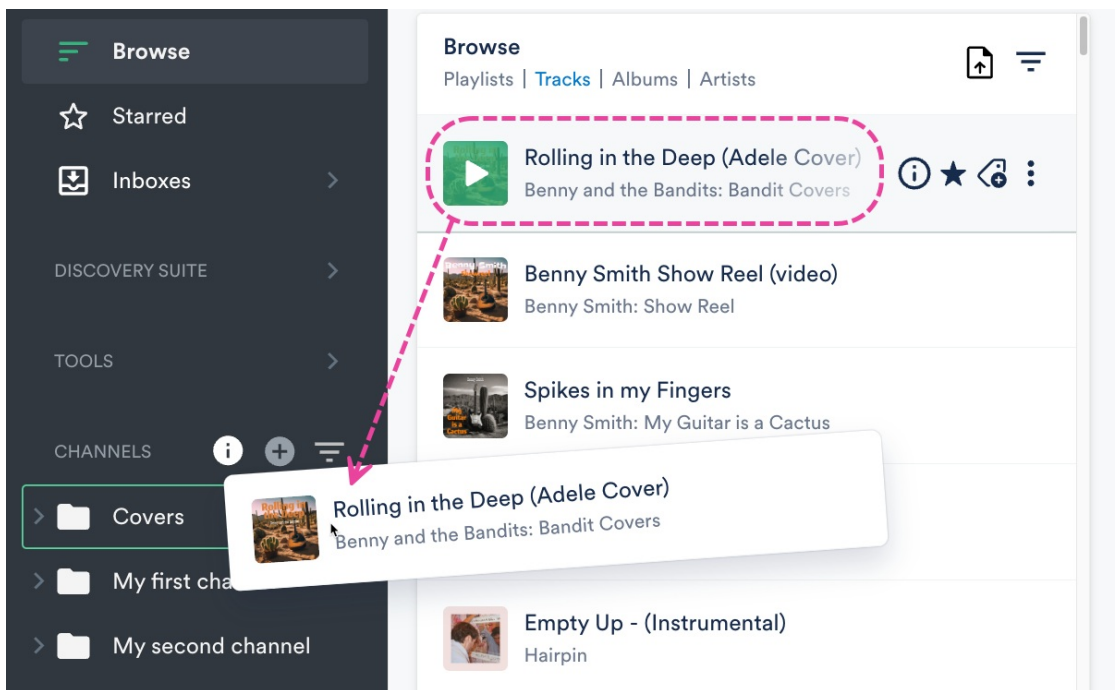 Browse
Starred
Inboxes
DISCOVERY SUITE
TOOLS
CHANNELS
Covers
My first cha
My second channel
Browse
Playlists | Tracks | Albums | Artists
Rolling in the Deep (Adele Cover)
Benny and the Bandits: Bandit Covers
Benny Smith Show Reel (video)
Benny Smith: Show Reel
Spikes in my Fingers
Benny Smith: My Guitar is a Cactus
Rolling in the Deep (Adele Cover)
Benny and the Bandits: Bandit Covers
Empty Up - (Instrumental)
Hairpin